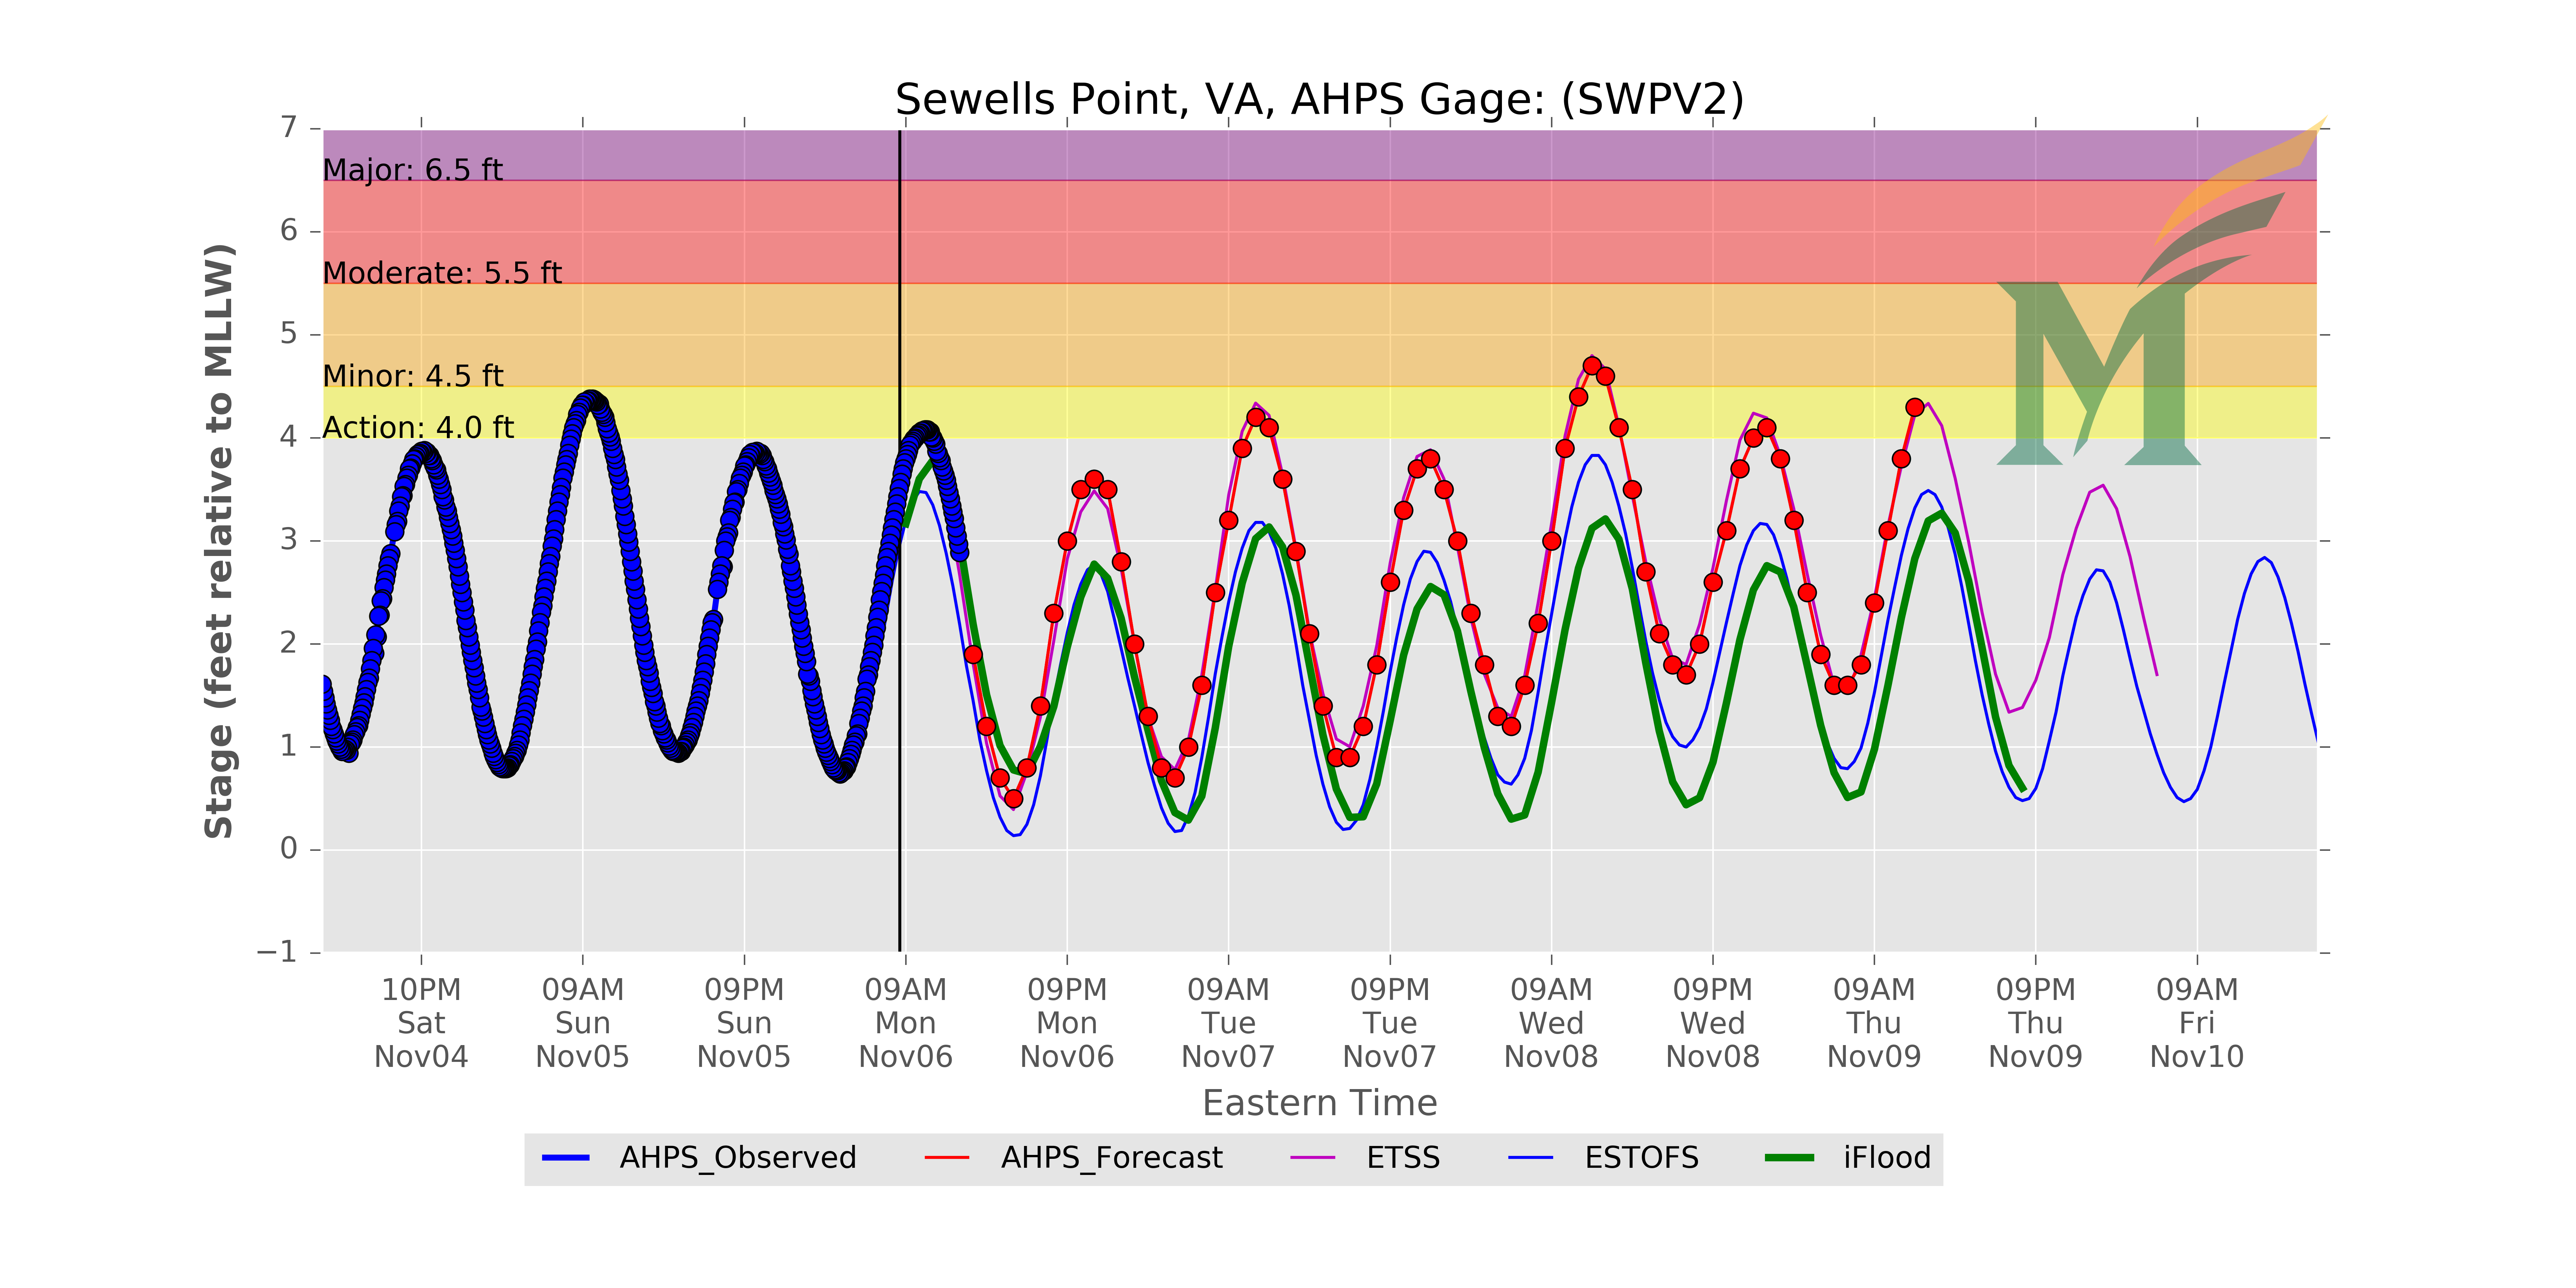 Sewells Point, VA, AHPS Gage: (SWPV2)
7
Major: 6.5 ft
6
Moderate: 5.5 ft
5
Minor: 4.5 ft
Action: 4.0 ft
4
3
2
1
0
−1
Stage (feet relative to MLLW)
10PM
Sat
Nov04
09AM
Sun
Nov05
09PM
Sun
Nov05
09AM
Mon
Nov06
09PM
Mon
Nov06
09AM
Tue
Nov07
09PM
Tue
Nov07
09AM
Wed
Nov08
09PM
Wed
Nov08
09AM
Thu
Nov09
09PM
Thu
Nov09
09AM
Fri
Nov10
Eastern Time
AHPS_Observed
AHPS_Forecast
ETSS
ESTOFS
iFlood
M